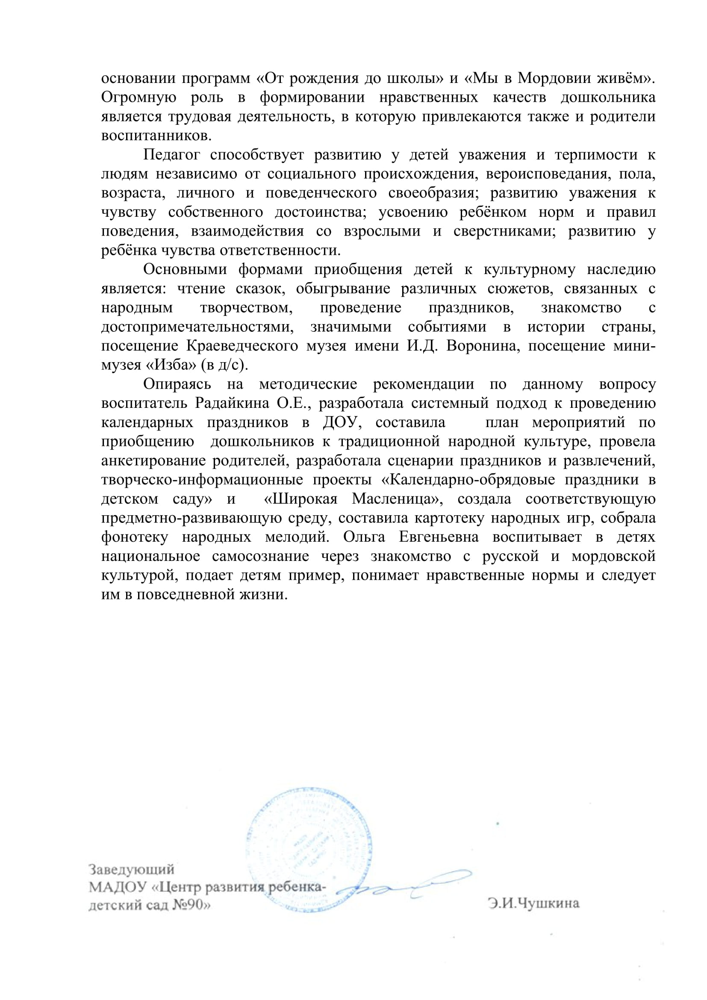 основании программ «От рождения до школы» и «Мы в Мордовии живём».
Огромную роль в формировании нравственных качеств дошкольника
является трудовая деятельность, в которую привлекаются также и родители
воспитанников.
Педагог способствует развитию у детей уважения и терпимости к
людям независимо от социального происхождения, вероисповедания, пола,
возраста, личного и поведенческого своеобразия; развитию уважения к
чувству собственного достоинства; усвоению ребёнком норм и правил
поведения, взаимодействия со взрослыми и сверстниками; развитию у
ребёнка чувства ответственности.
Основными формами приобщения детей к культурному наследию
является: чтение сказок, обыгрывание различных сюжетов, связанных с
народным творчеством, проведение праздников, знакомство с
достопримечательностями, значимыми событиями в истории страны,
посещение Краеведческого музея имени И.Д. Воронина, посещение мини-
музея «Изба» (в д/с).
Опираясь на методические рекомендации по данному вопросу
воспитатель Радайкина О.Е., разработала системный подход к проведению
календарных праздников в ДОУ, составила план мероприятий по
приобщению дошкольников к традиционной народной культуре, провела
анкетирование родителей, разработала сценарии праздников и развлечений,
творческо-информационные проекты «Календарно-обрядовые праздники в
детском саду» и «Широкая Масленица», создала соответствующую
предметно-развивающую среду, составила картотеку народных игр, собрала
фонотеку народных мелодий. Ольга Евгеньевна воспитывает в детях
национальное самосознание через знакомство с русской и мордовской
культурой, подает детям пример, понимает нравственные нормы и следует
им в повседневной жизни.
Заведующий
МАДОУ «Центр развития ребенка-
детский сад №90»
Э.И.Чушкина